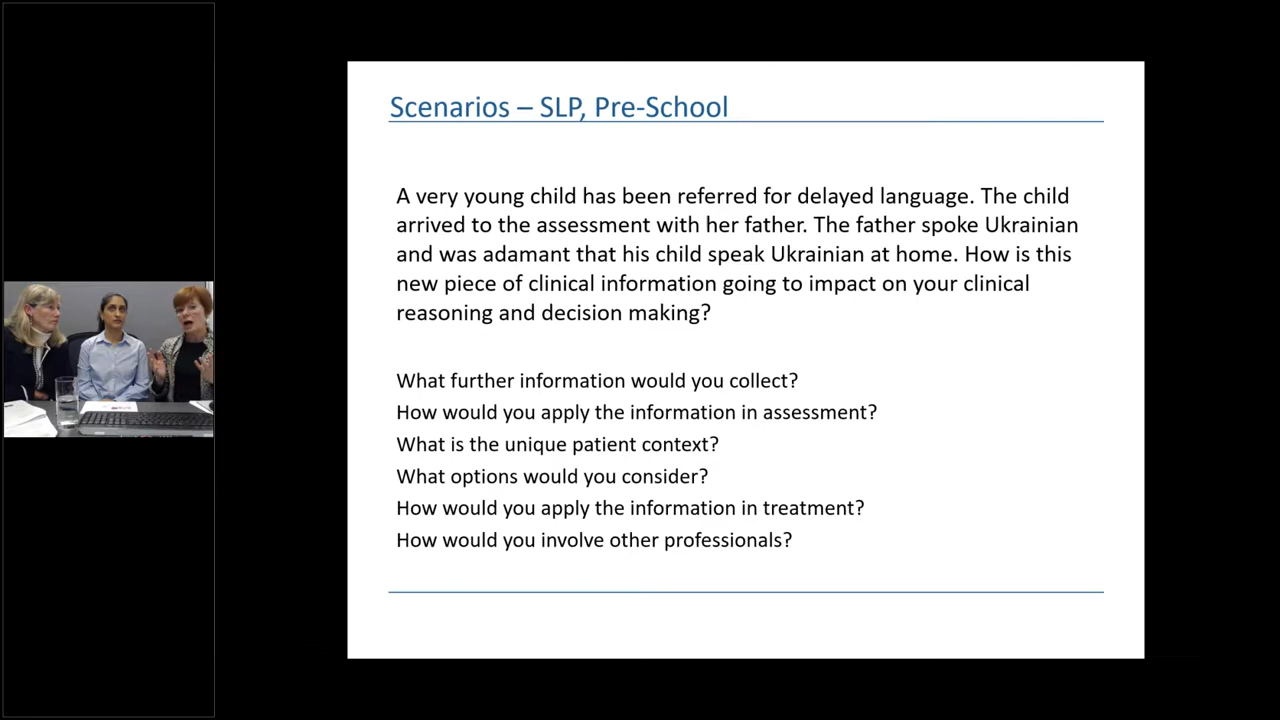 Scenarios – SLP, Pre-School
A very young child has been referred for delayed language. The child
arrived to the assessment with her father. The father spoke Ukrainian
and was adamant that his child speak Ukrainian at home. How is this
new piece of clinical information going to impact on your clinical
reasoning and decision making?
What further information would you collect?
How would you apply the information in assessment?
What is the unique patient context?
What options would you consider?
How would you apply the information in treatment?
How would you involve other professionals?